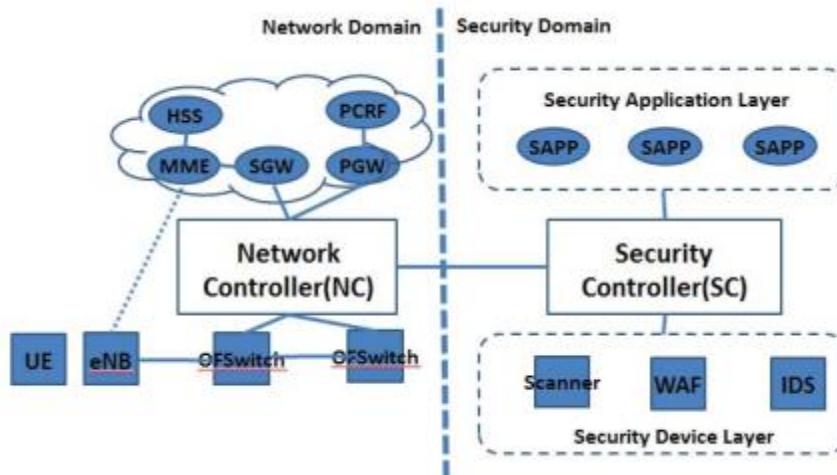 Network Domain
Security Domain
HSS
PCRF
MME
SGW
PGW
Network
Controller(NC)
UE
eNB
OFSwitch
OFSwitch
Security Application Layer
SAPP
SAPP
SAPP
Security
Controller(SC)
Scanner
WAF
IDS
Security Device Layer